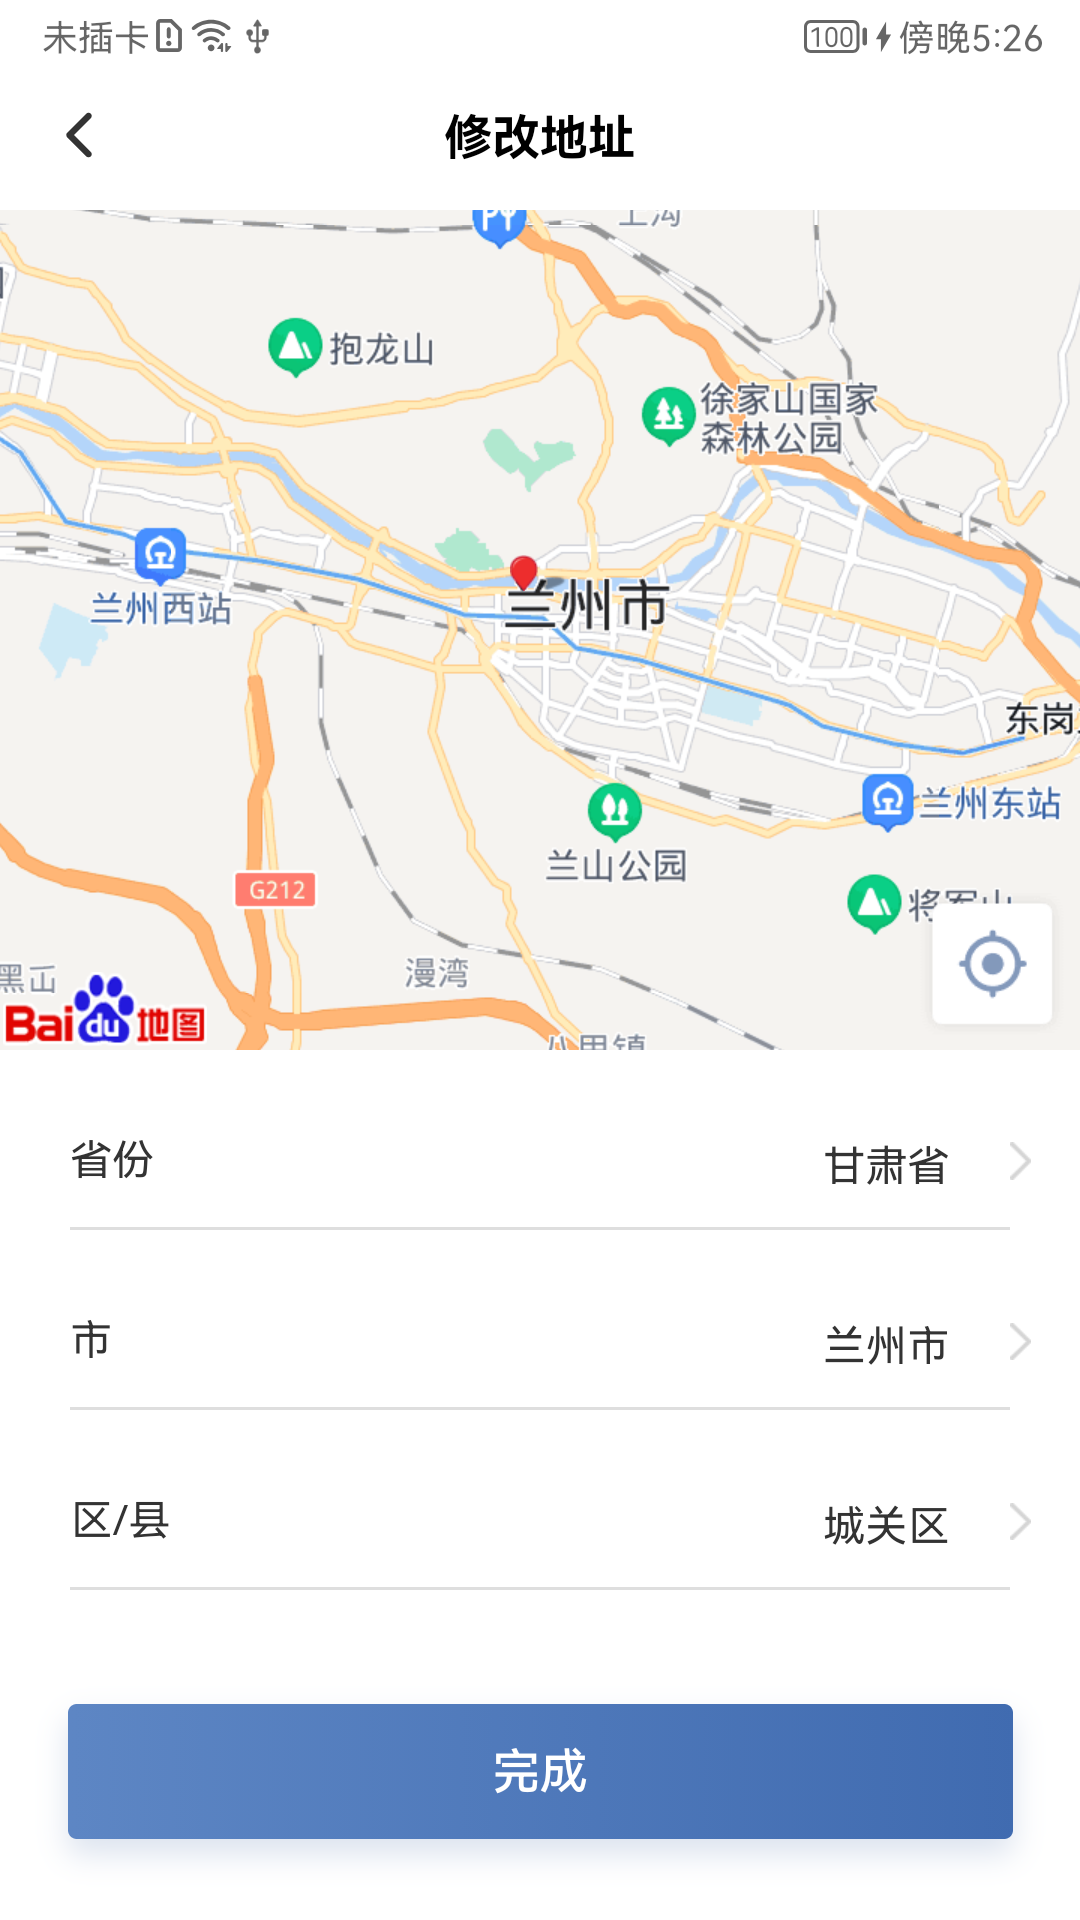 未插卡
100
傍晚5:26
修改地址
抱龙山
徐家山国家
森林公园
兰州西站
兰州市
东岗
兰州东站
兰山公园
G212
漫湾
Baidu地图
省份
甘肃省
市
兰州市
区/县
城关区
完成